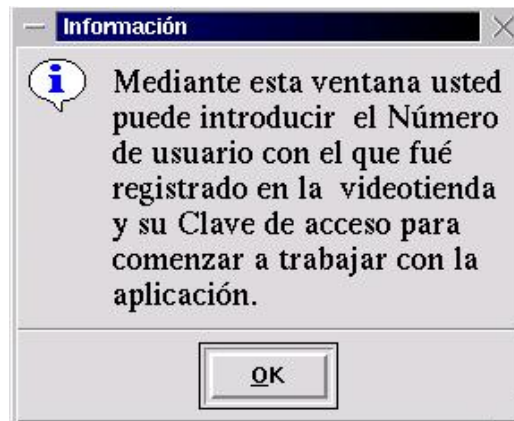 Información
Mediante esta ventana usted
puede introducir el Número
de usuario con el que fué
registrado en la videotienda
y su Clave de acceso para
comenzar a trabajar con la
aplicación.
OK